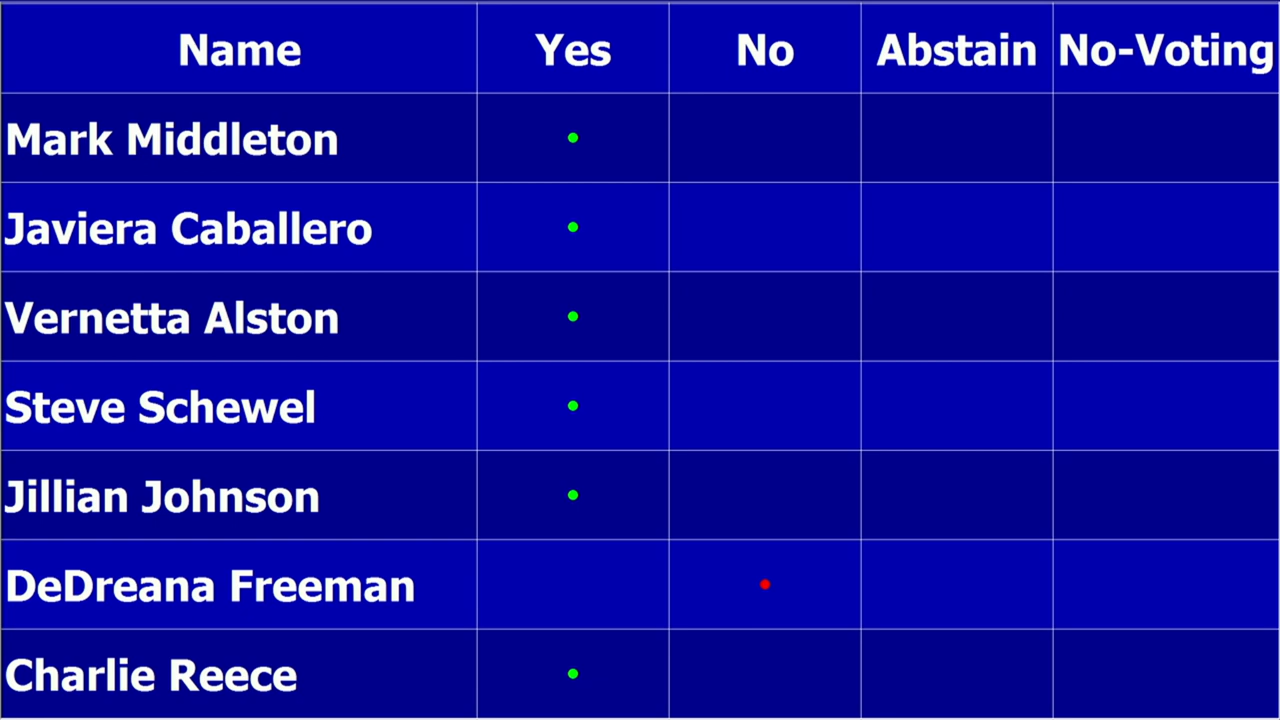 Name Yes No Abstain No-Voting
Mark Middleton
Javiera Caballero
Vernetta Alston
Steve Schewel
Jillian Johnson
DeDreana Freeman
Charlie Reece